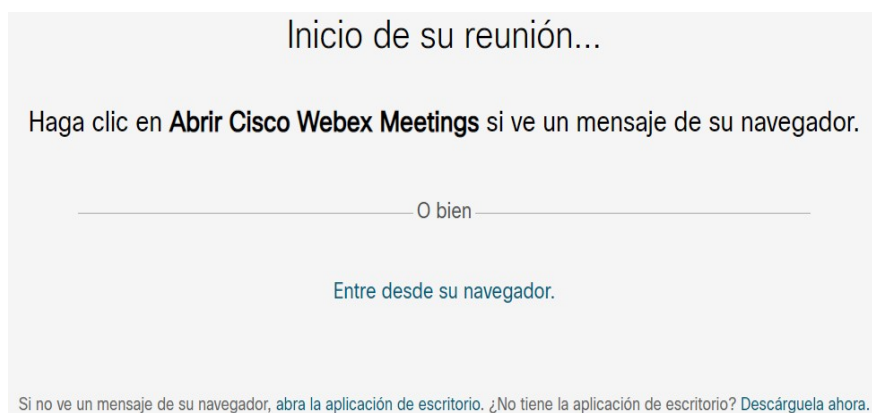 Inicio de su reunión...
Haga clic en Abrir Cisco Webex Meetings si ve un mensaje de su navegador.
O bien
Entre desde su navegador.
Si no ve un mensaje de su navegador, abra la aplicación de escritorio. ¿No tiene la aplicación de escritorio? Descárguela ahora.